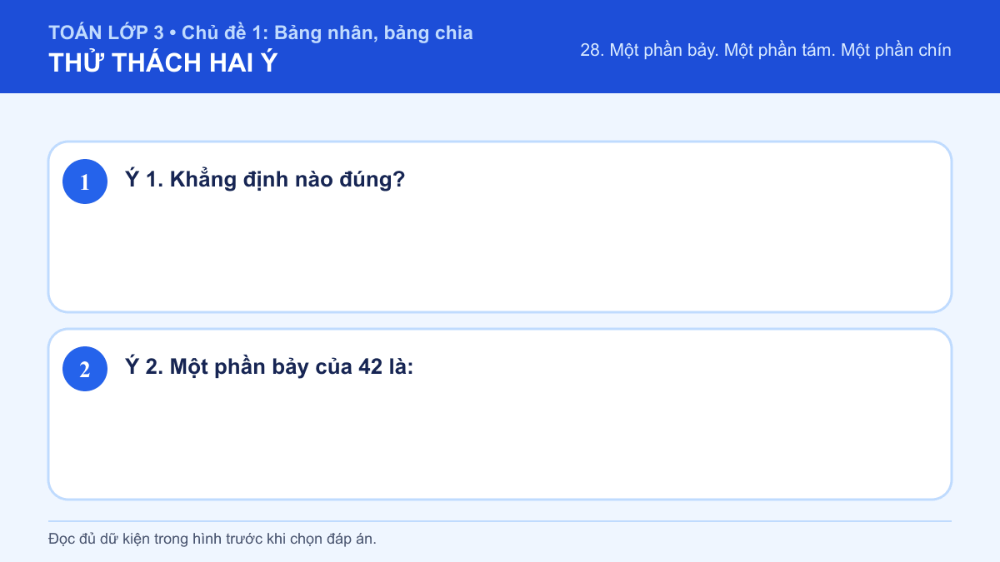 TOÁN LỚP 3 • Chủ đề 1: Bảng nhân, bảng chia
THỬ THÁCH HAI Ý
28. Một phần bảy. Một phần tám. Một phần chín
1
Ý 1. Khẳng định nào đúng?
2
Ý 2. Một phần bảy của 42 là:
Đọc đủ dữ kiện trong hình trước khi chọn đáp án.